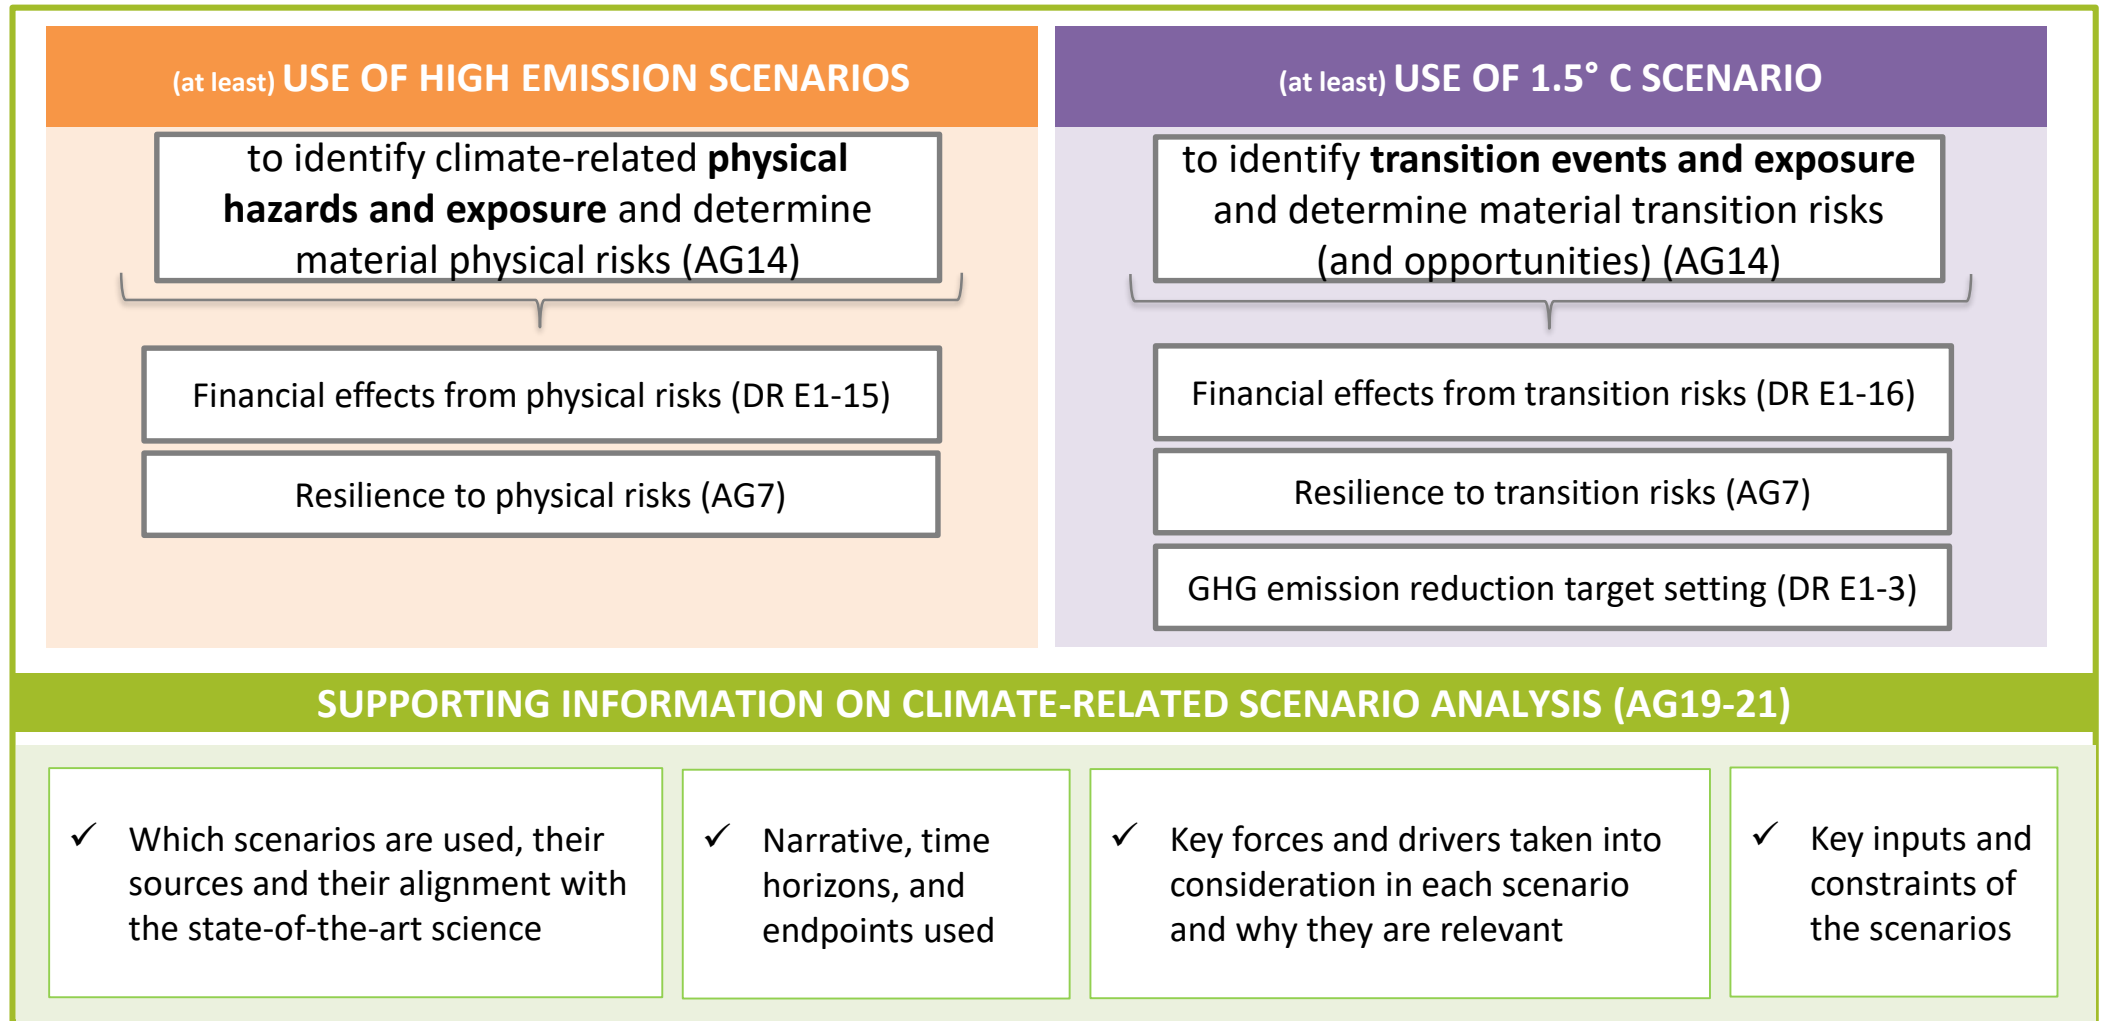 (at least) USE OF HIGH EMISSION SCENARIOS
to identify climate-related physical
hazards and exposure and determine
material physical risks (AG14)
Financial effects from physical risks (DR E1-15)
Resilience to physical risks (AG7)
(at least) USE OF 1.5° C SCENARIO
to identify transition events and exposure
and determine material transition risks
(and opportunities) (AG14)
Financial effects from transition risks (DR E1-16)
Resilience to transition risks (AG7)
GHG emission reduction target setting (DR E1-3)
SUPPORTING INFORMATION ON CLIMATE-RELATED SCENARIO ANALYSIS (AG19-21)
✓ Which scenarios are used, their
sources and their alignment with
the state-of-the-art science
✓ Narrative, time
horizons, and
endpoints used
✓ Key forces and drivers taken into
consideration in each scenario
and why they are relevant
✓ Key inputs and
constraints of
the scenarios